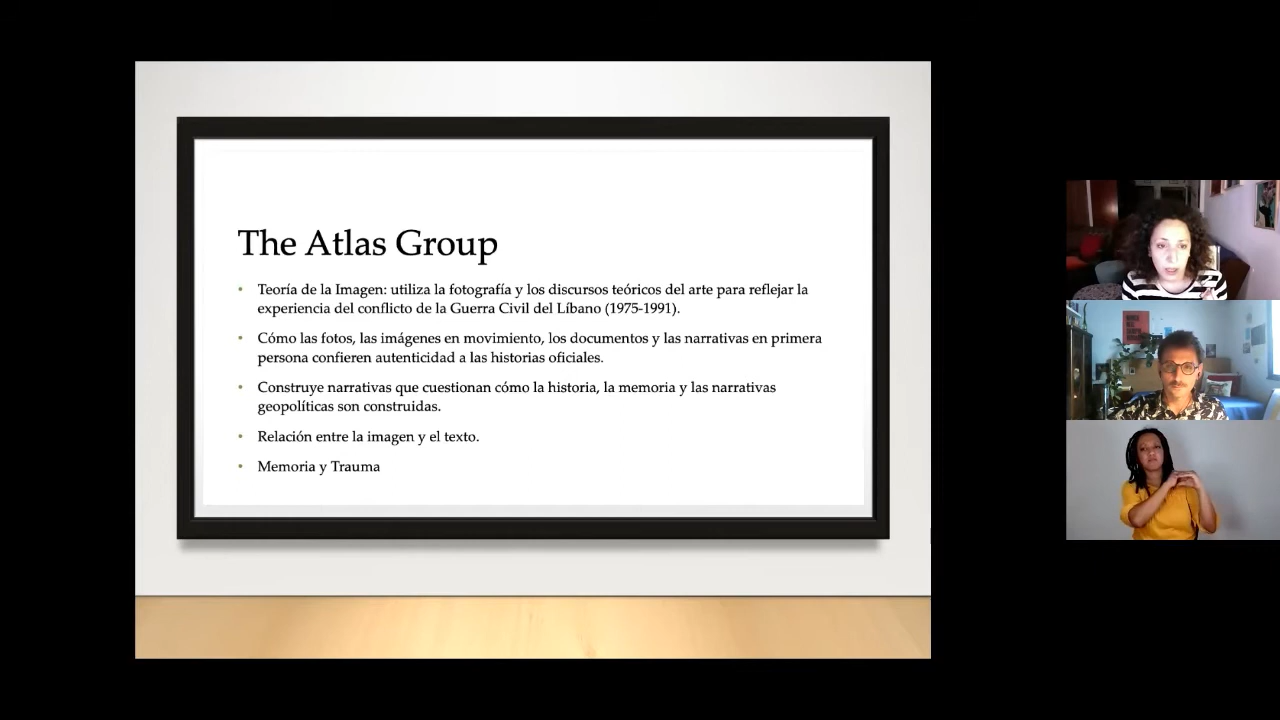 The Atlas Group
• Teoría de la Imagen: utiliza la fotografía y los discursos teóricos del arte para reflejar la
experiencia del conflicto de la Guerra Civil del Líbano (1975-1991).
• Cómo las fotos, las imágenes en movimiento, los documentos y las narrativas en primera
persona confieren autenticidad a las historias oficiales.
• Construye narrativas que cuestionan cómo la historia, la memoria y las narrativas
geopolíticas son construidas.
• Relación entre la imagen y el texto.
• Memoria y Trauma